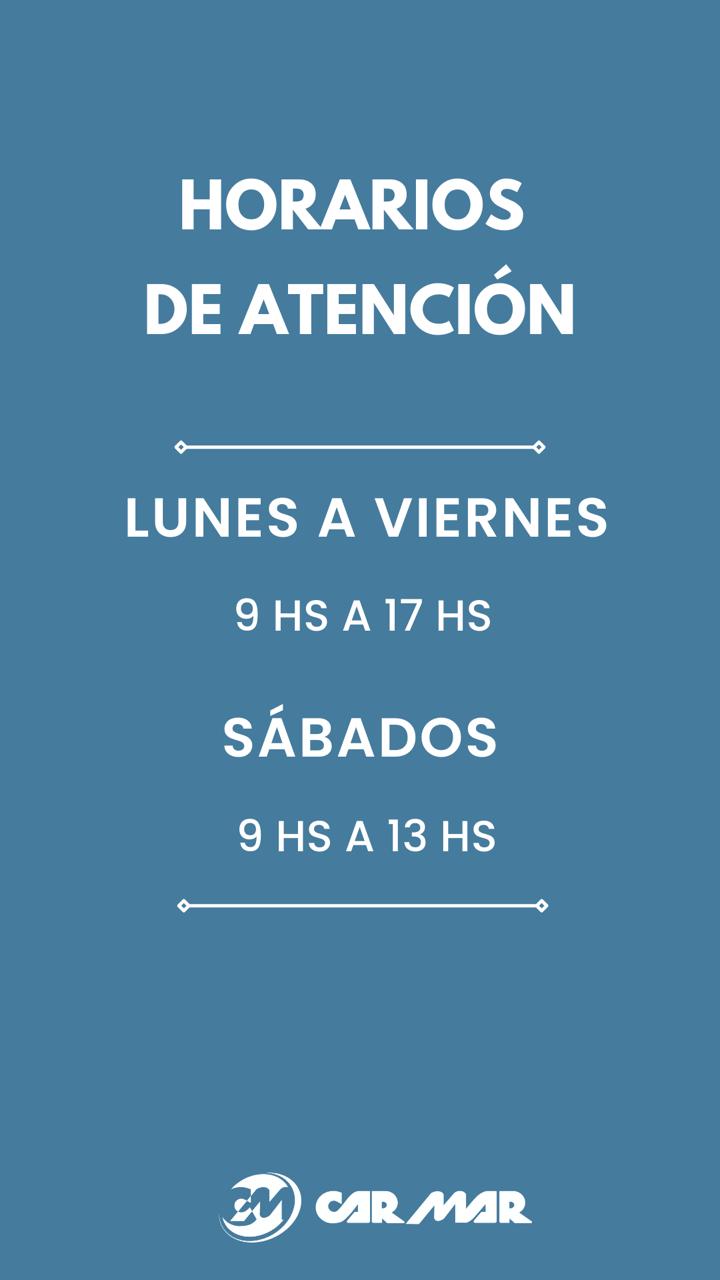 HORARIOS
DE ATENCIÓN
LUNES A VIERNES
9 HS A 17 HS
SÁBADOS
9 HS A 13 HS
CM CAR MAR